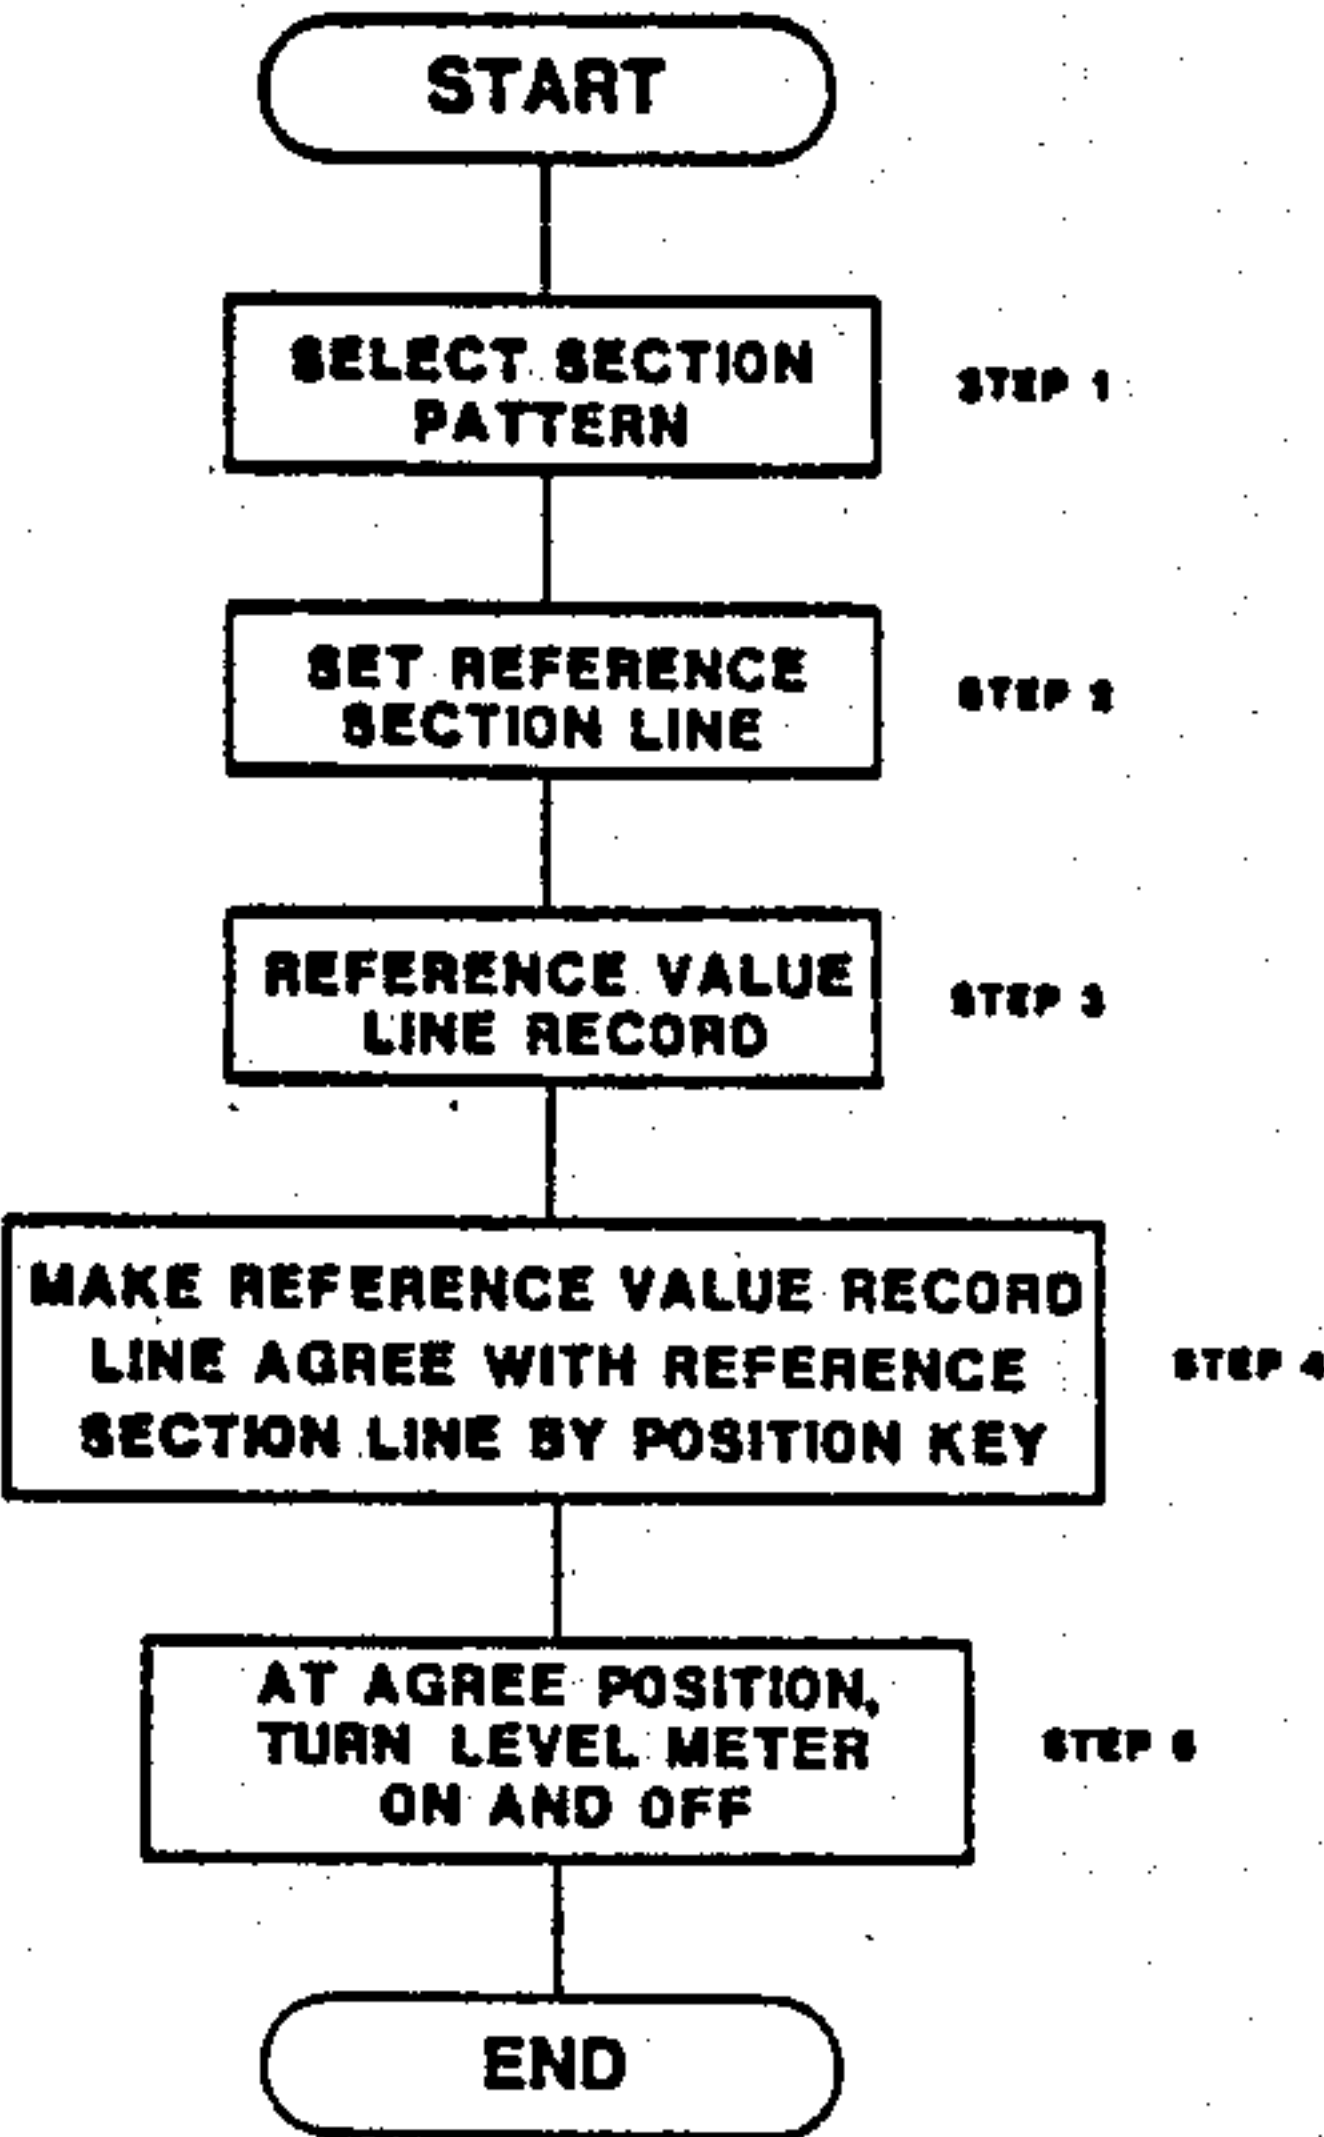 START
SELECT SECTION
PATTERN
STEP 1
SET REFERENCE
SECTION LINE
STEP 2
REFERENCE VALUE
LINE RECORD
STEP 3
MAKE REFERENCE VALUE RECORD
LINE AGREE WITH REFERENCE
SECTION LINE BY POSITION KEY
STEP 4
AT AGREE POSITION,
TURN LEVEL METER
ON AND OFF
STEP 5
END